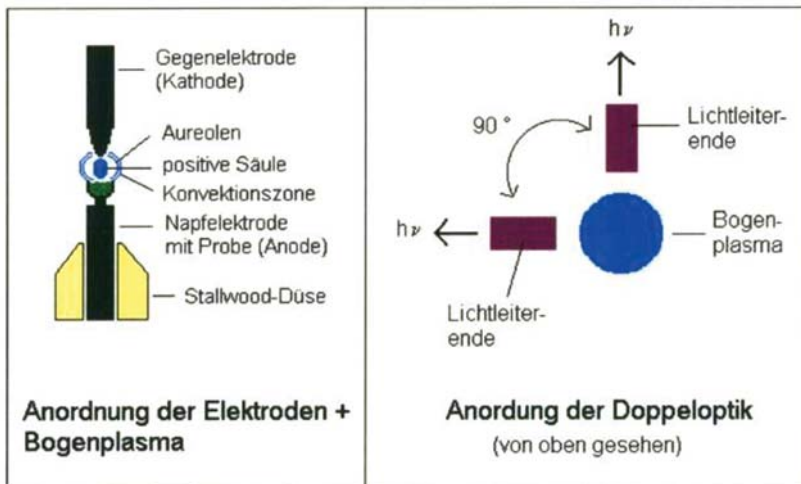 Gegenelektrode
(Kathode)
Aureolen
positive Säule
Konvektionszone
Napfelektrode
mit Probe (Anode)
Stallwood-Düse
Anordnung der Elektroden +
Bogenplasma
hν
90 °
Lichtleiter-
ende
hν
Bogen-
plasma
Lichtleiter-
ende
Anordung der Doppeloptik
(von oben gesehen)